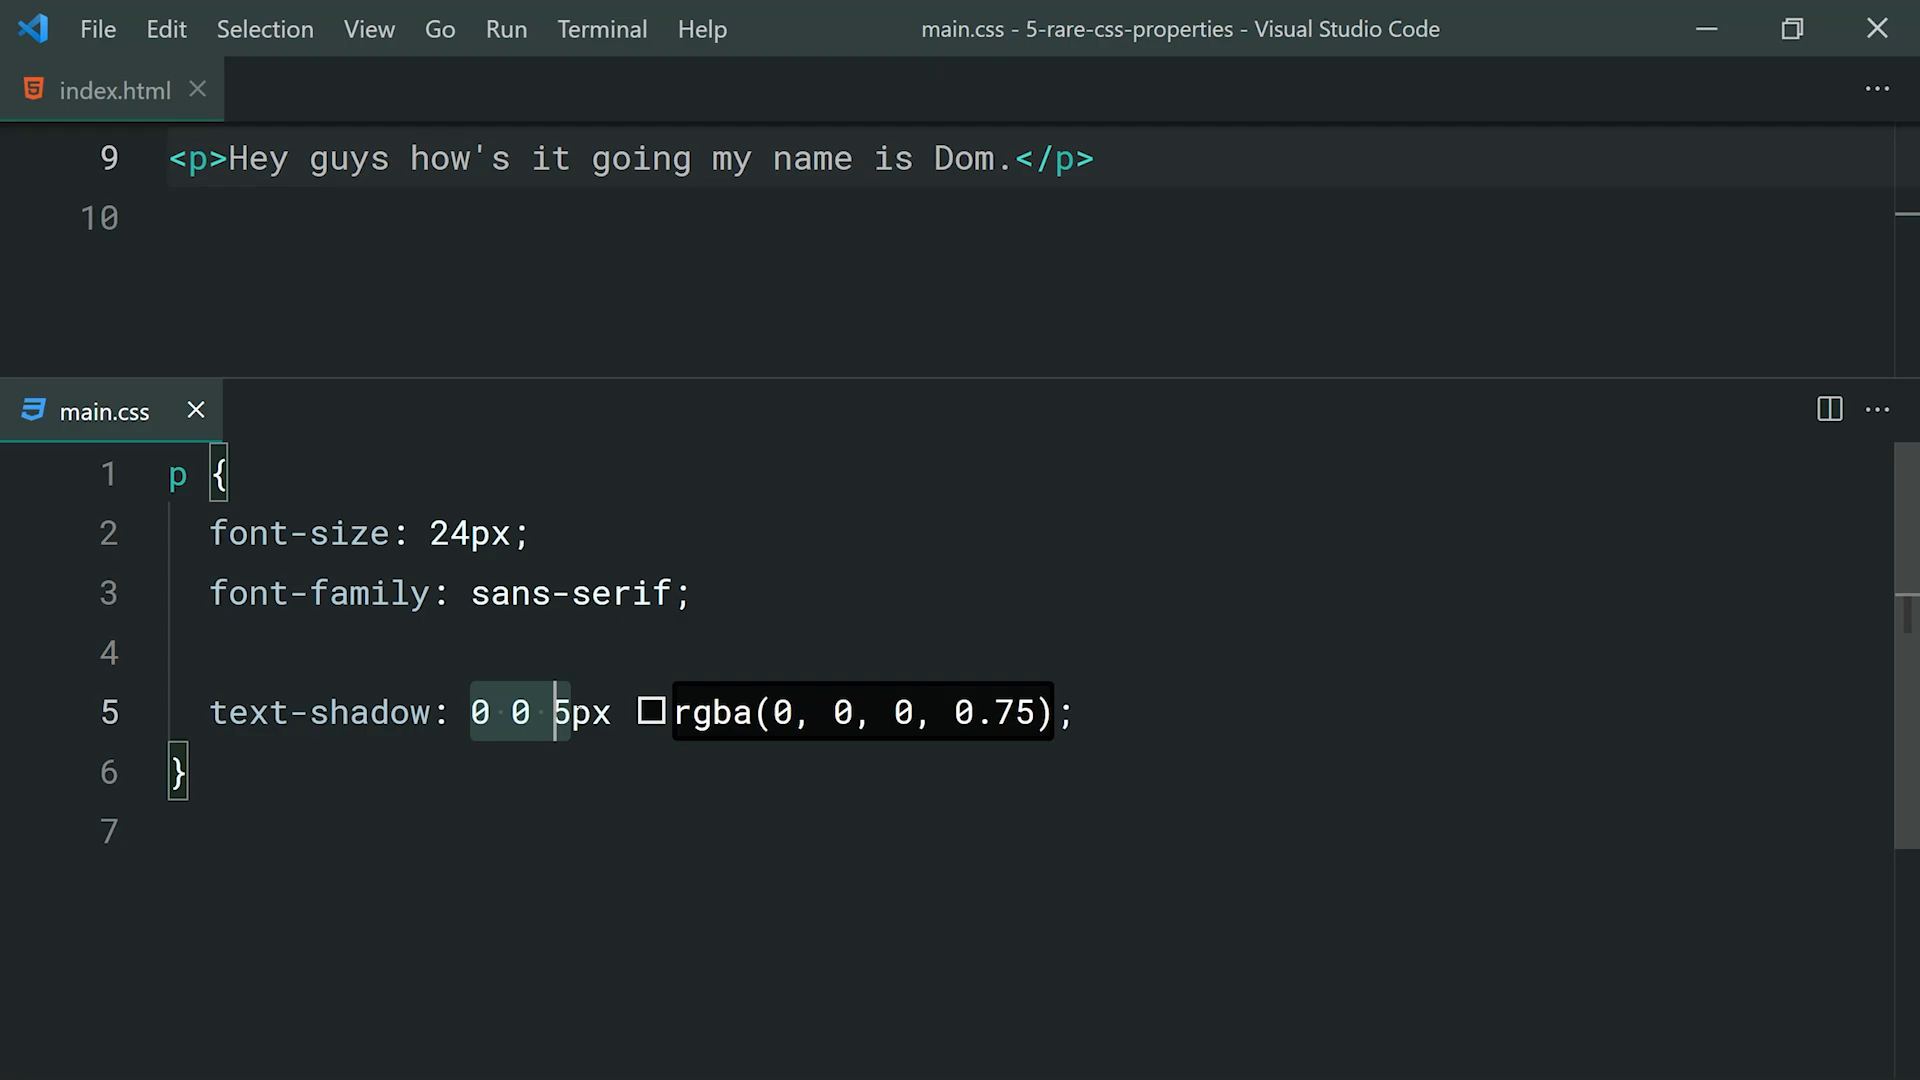 File Edit Selection View Go Run Terminal Help main.css - 5-rare-css-properties - Visual Studio Code
index.html
9 <p>Hey guys how's it going my name is Dom.</p>
10
main.css
1 p {
2 font-size: 24px;
3 font-family: sans-serif;
4
5 text-shadow: 0 0 5px rgba(0, 0, 0, 0.75);
6 }
7